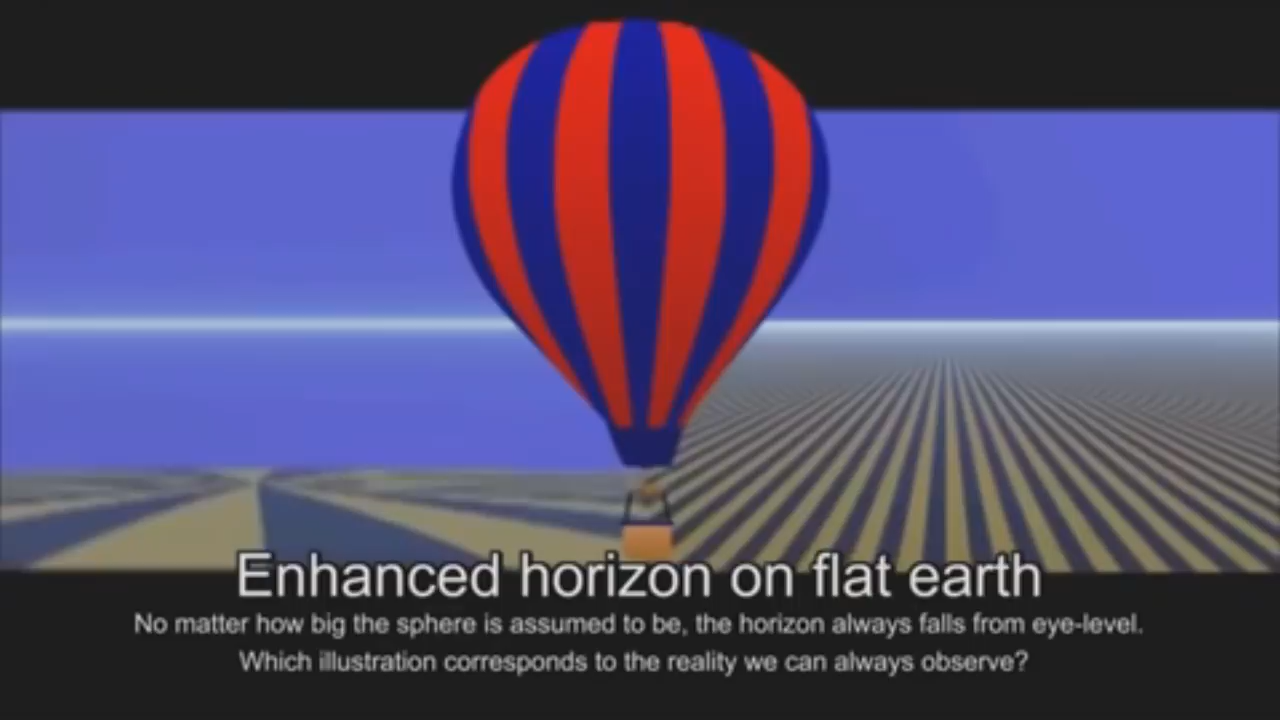 Enhanced horizon on flat earth
No matter how big the sphere is assumed to be, the horizon always falls from eye-level.
Which illustration corresponds to the reality we can always observe?